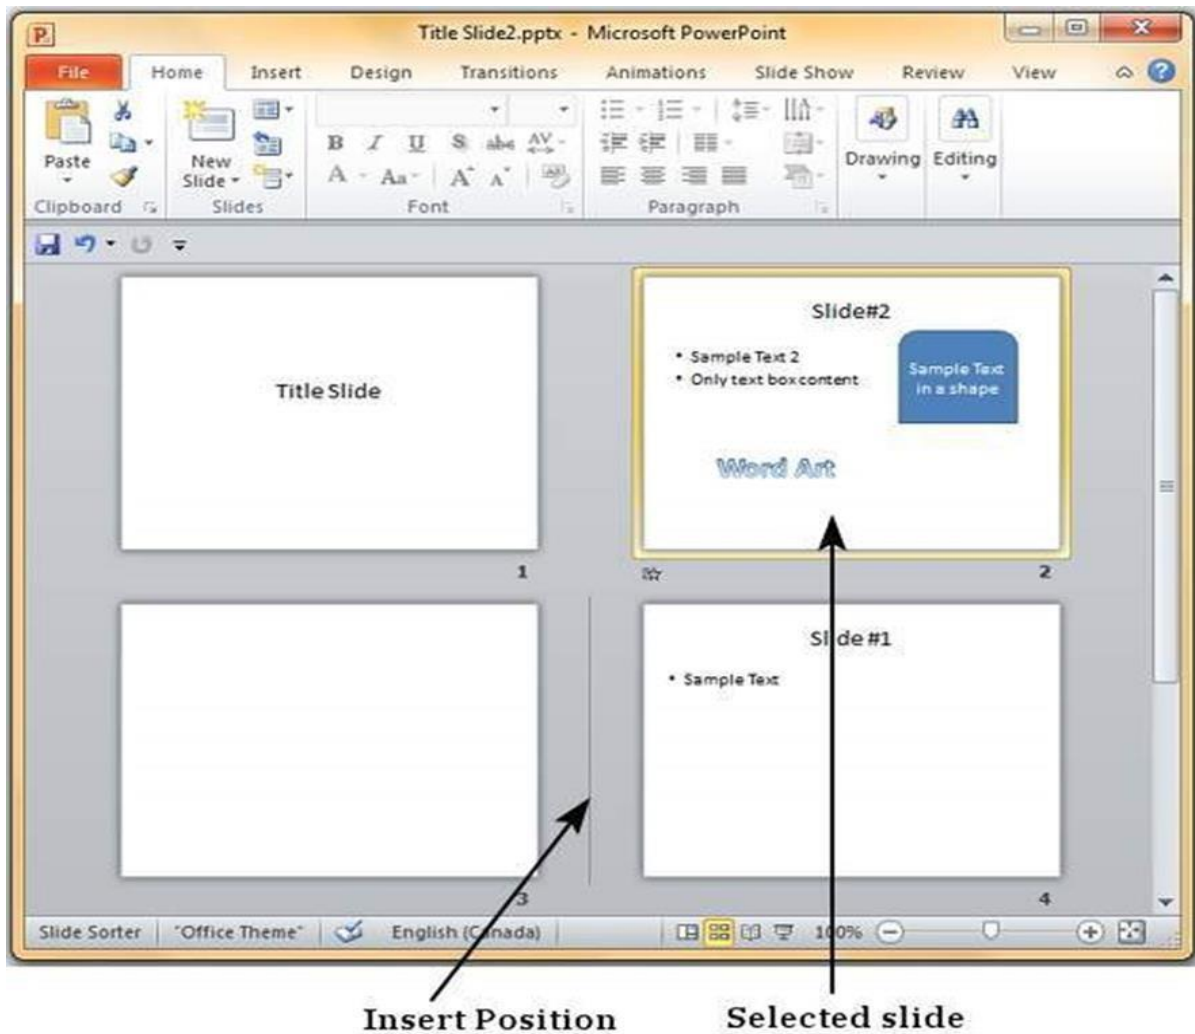 Title Slide2.pptx - Microsoft PowerPoint
File Home Insert Design Transitions Animations Slide Show Review View
Paste
New Slide
B I U S abc AV
A Aa A A
Drawing Editing
Clipboard Slides Font Paragraph
Title Slide
1
Slide#2
• Sample Text 2
• Only text box content
Sample Text
in a shape
Word Art
2
3
Slide #1
• Sample Text
4
Slide Sorter "Office Theme" English (Canada) 100%
Insert Position Selected slide